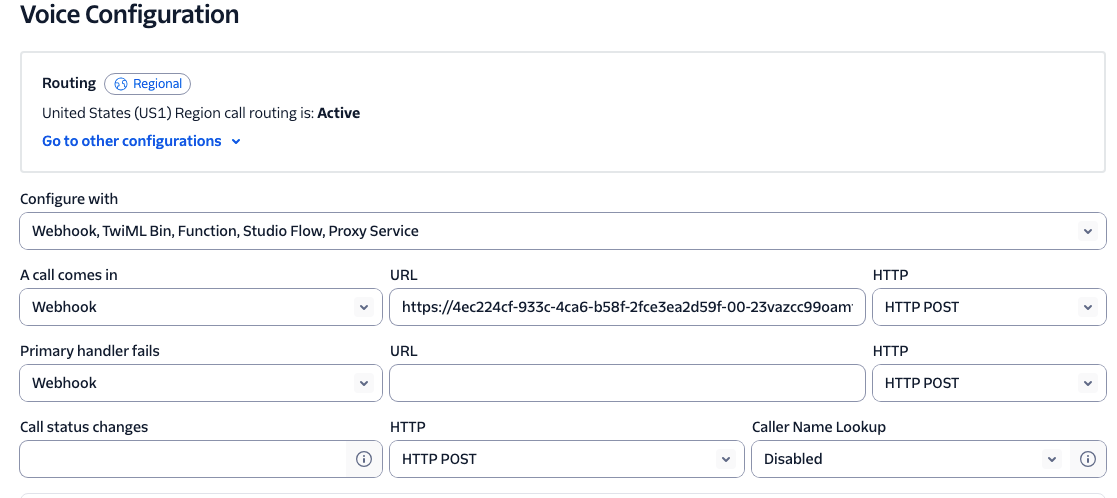 Voice Configuration
Routing Regional
United States (US1) Region call routing is: Active
Go to other configurations
Configure with
Webhook, TwiML Bin, Function, Studio Flow, Proxy Service
A call comes in URL HTTP
Webhook https://4ec224cf-933c-4ca6-b58f-2fce3ea2d59f-00-23vazcc99oam HTTP POST
Primary handler fails URL HTTP
Webhook HTTP POST
Call status changes HTTP Caller Name Lookup
HTTP POST Disabled